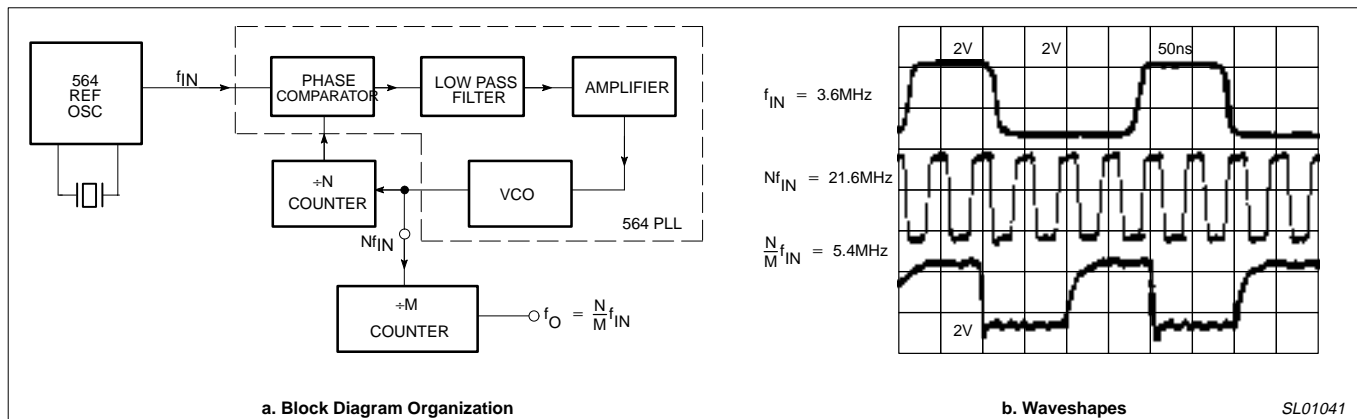 564
REF
OSC
fIN
PHASE
COMPARATOR
LOW PASS
FILTER
AMPLIFIER
÷N
COUNTER
VCO
564 PLL
NfIN
÷M
COUNTER
fO = N/M fIN
a. Block Diagram Organization
2V 2V 50ns
fIN = 3.6MHz
NfIN = 21.6MHz
N/M fIN = 5.4MHz
2V
b. Waveshapes
SL01041